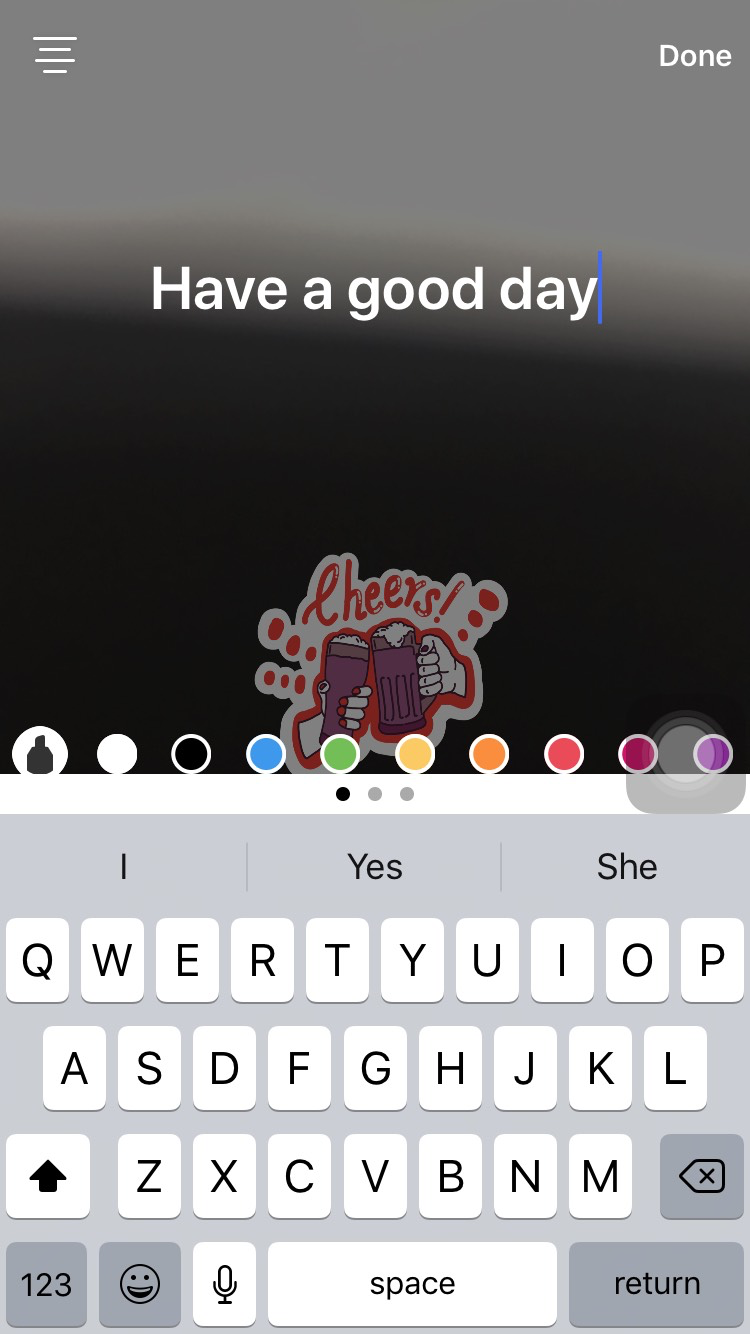 Done
Have a good day
Cheers!
I Yes She
Q W E R T Y U I O P
A S D F G H J K L
Z X C V B N M
123 space return